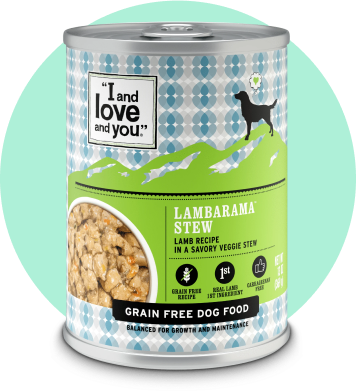 "I and
love
and you"®
LAMBARAMA™
STEW
LAMB RECIPE
IN A SAVORY VEGGIE STEW
GRAIN FREE
RECIPE
1st
REAL LAMB
1ST INGREDIENT
CARRAGEENAN
FREE
GRAIN FREE DOG FOOD
BALANCED FOR GROWTH AND MAINTENANCE